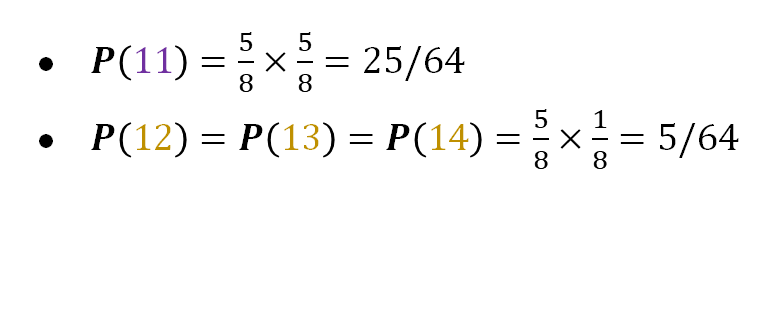 • P(11) = 5/8 × 5/8 = 25/64
• P(12) = P(13) = P(14) = 5/8 × 1/8 = 5/64